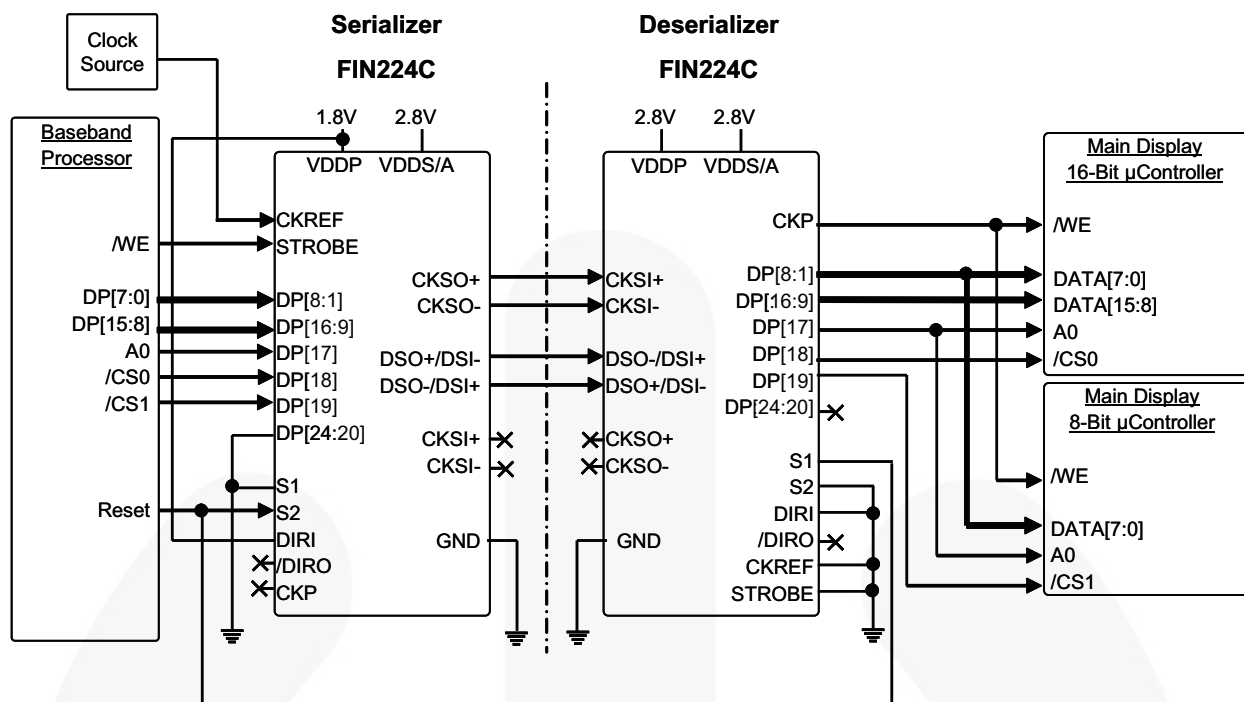 Serializer
FIN224C
Deserializer
FIN224C
Clock
Source
1.8V
2.8V
2.8V
2.8V
Baseband
Processor
/WE
DP[7:0]
DP[15:8]
A0
/CS0
/CS1
Reset
VDDP
VDDS/A
CKREF
STROBE
DP[8:1]
DP[16:9]
DP[17]
DP[18]
DP[19]
DP[24:20]
S1
S2
DIRI
/DIRO
CKP
CKSO+
CKSO-
DSO+/DSI-
DSO-/DSI+
CKSI+
CKSI-
GND
VDDP
VDDS/A
CKSI+
CKSI-
DSO-/DSI+
DSO+/DSI-
CKSO+
CKSO-
GND
CKP
DP[8:1]
DP[16:9]
DP[17]
DP[18]
DP[19]
DP[24:20]
S1
S2
DIRI
/DIRO
CKREF
STROBE
Main Display
16-Bit µController
/WE
DATA[7:0]
DATA[15:8]
A0
/CS0
Main Display
8-Bit µController
/WE
DATA[7:0]
A0
/CS1